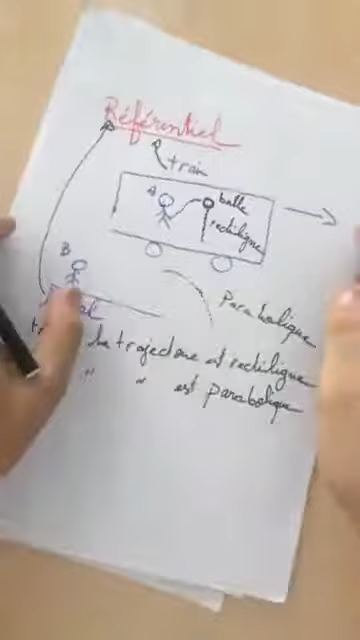 Référentiel
train
A
balle
rectiligne
B
Parabolique
La trajectoire est rectiligne
" " est parabolique